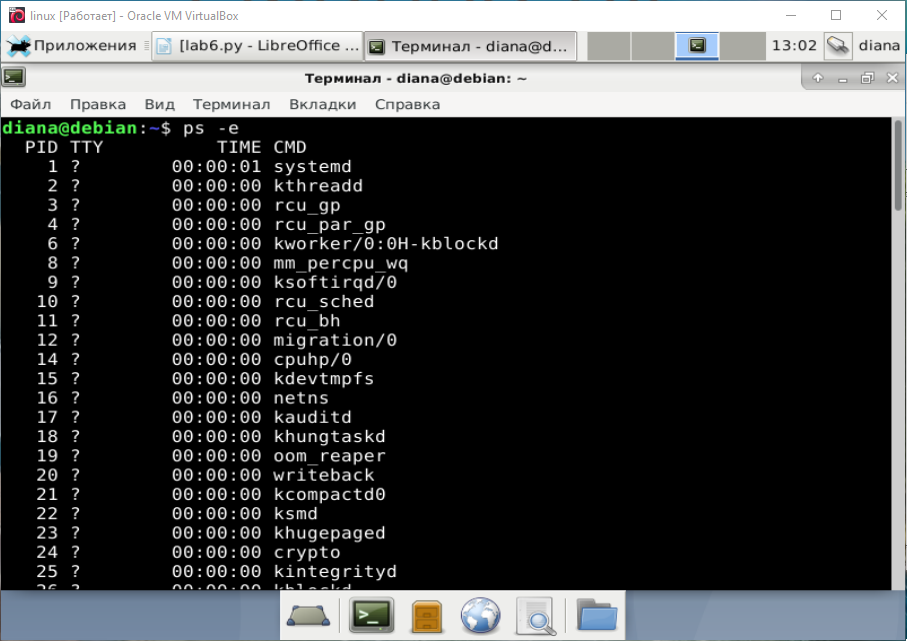 linux [Работает] - Oracle VM VirtualBox
Приложения [lab6.py - LibreOffice ... Терминал - diana@d... 13:02 diana
Терминал - diana@debian: ~
Файл Правка Вид Терминал Вкладки Справка
diana@debian:~$ ps -e
PID TTY TIME CMD
1 ? 00:00:01 systemd
2 ? 00:00:00 kthreadd
3 ? 00:00:00 rcu_gp
4 ? 00:00:00 rcu_par_gp
6 ? 00:00:00 kworker/0:0H-kblockd
8 ? 00:00:00 mm_percpu_wq
9 ? 00:00:00 ksoftirqd/0
10 ? 00:00:00 rcu_sched
11 ? 00:00:00 rcu_bh
12 ? 00:00:00 migration/0
14 ? 00:00:00 cpuhp/0
15 ? 00:00:00 kdevtmpfs
16 ? 00:00:00 netns
17 ? 00:00:00 kauditd
18 ? 00:00:00 khungtaskd
19 ? 00:00:00 oom_reaper
20 ? 00:00:00 writeback
21 ? 00:00:00 kcompactd0
22 ? 00:00:00 ksmd
23 ? 00:00:00 khugepaged
24 ? 00:00:00 crypto
25 ? 00:00:00 kintegrityd
26 ? 00:00:00 kblockd